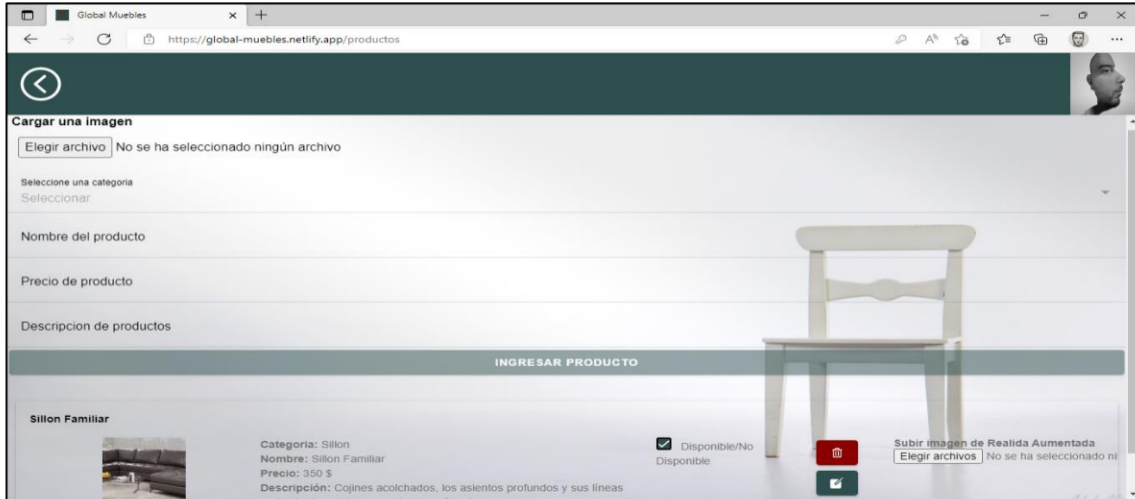 Global Muebles
https://global-muebles.netlify.app/productos
Cargar una imagen
Elegir archivo No se ha seleccionado ningún archivo
Seleccione una categoria
Seleccionar
Nombre del producto
Precio de producto
Descripcion de productos
INGRESAR PRODUCTO
Sillon Familiar
Categoria: Sillon
Nombre: Sillon Familiar
Precio: 350 $
Descripción: Cojines acolchados, los asientos profundos y sus líneas
Disponible/No
Disponible
Subir imagen de Realida Aumentada
Elegir archivos No se ha seleccionado ni